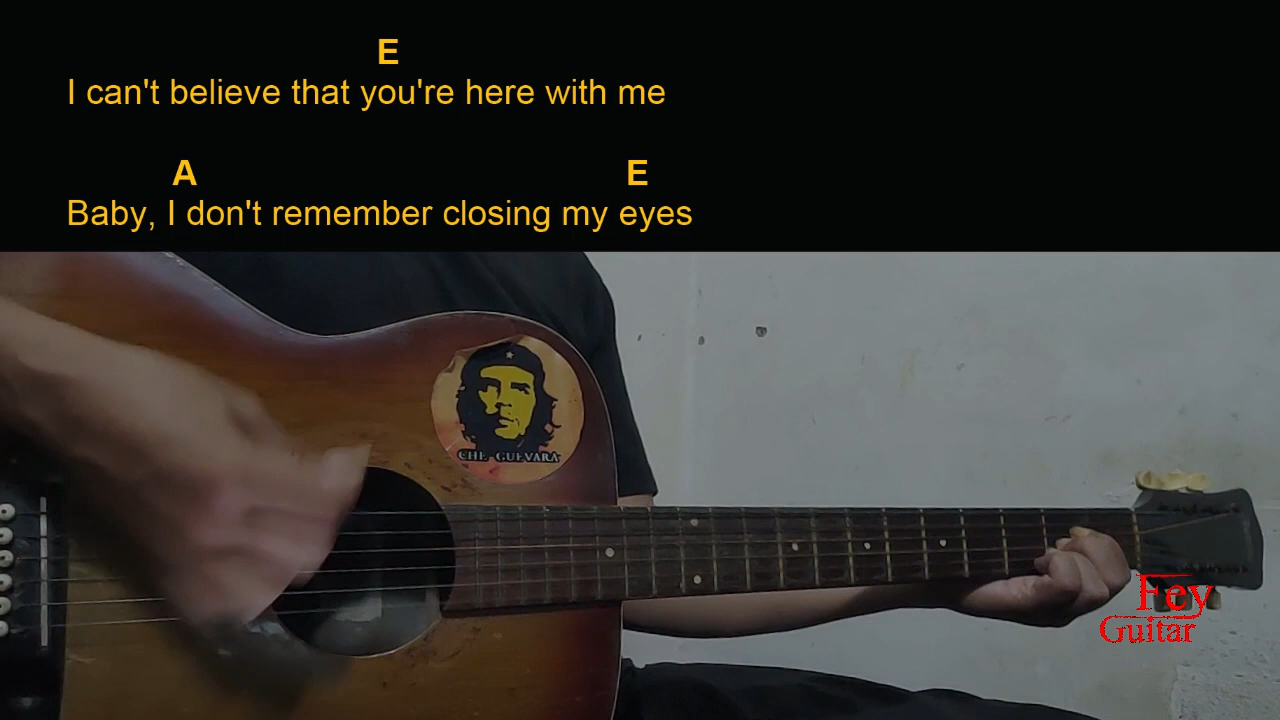 E
I can't believe that you're here with me
A E
Baby, I don't remember closing my eyes
CHE GUEVARA
Fey
Guitar